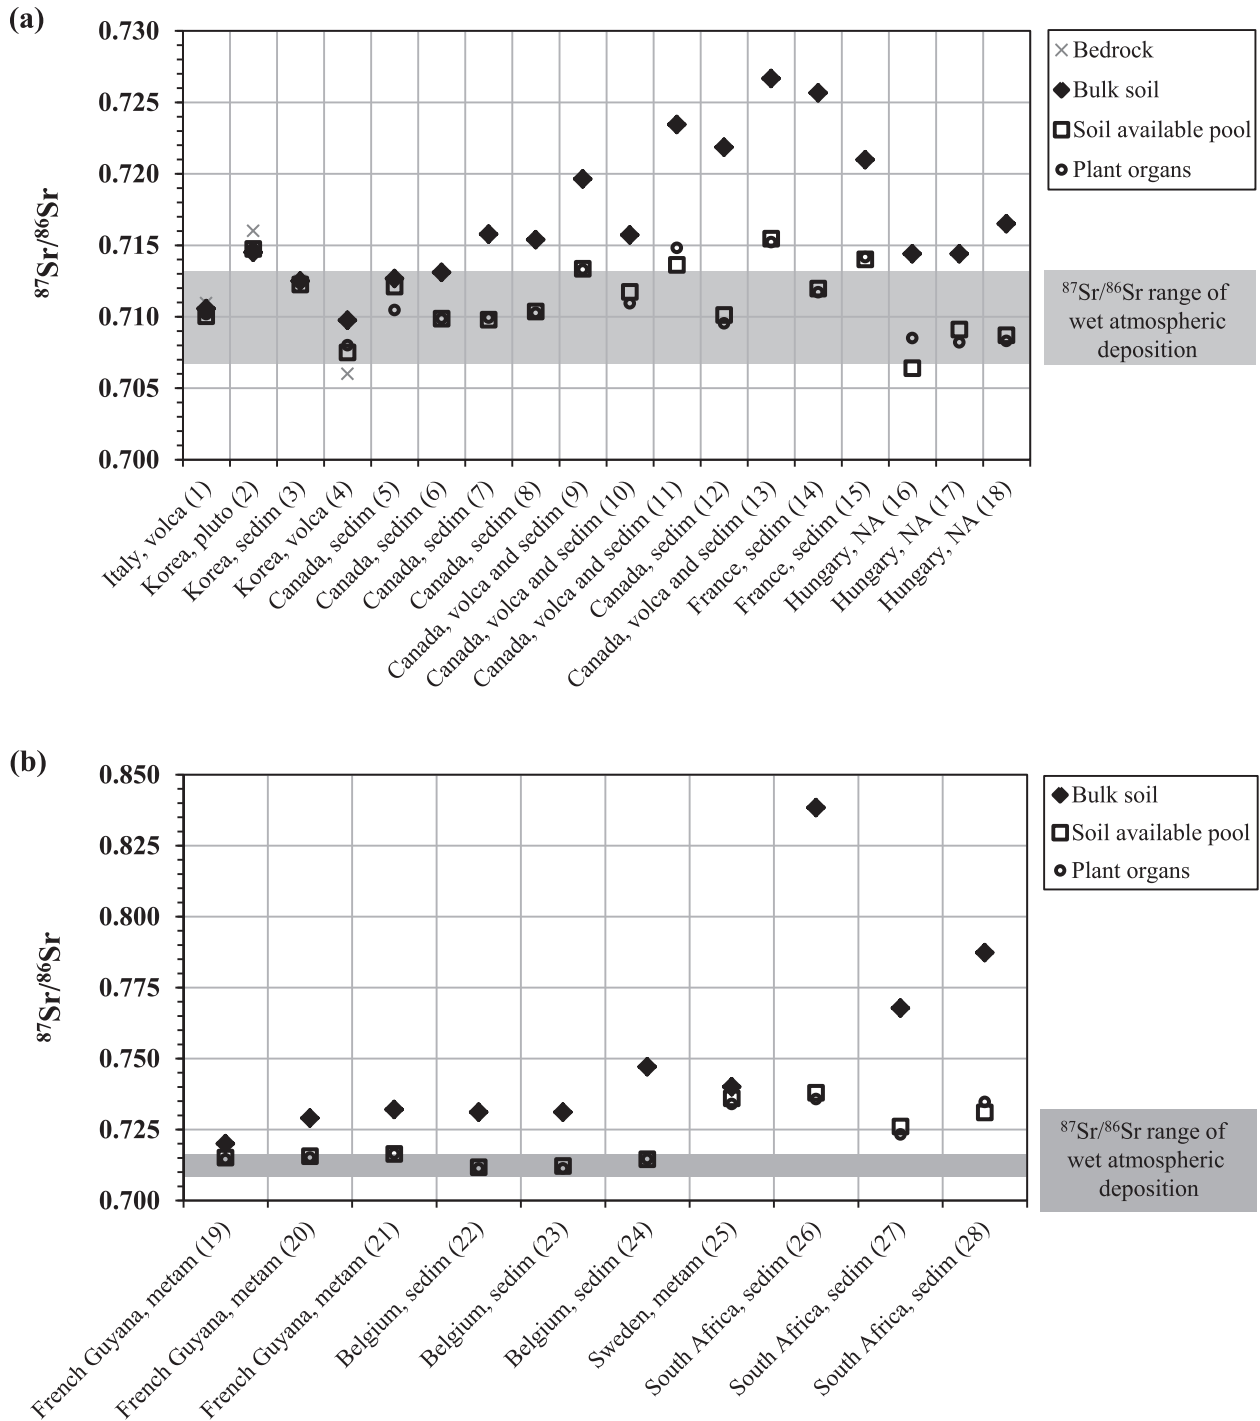 (a)
0.730
0.725
0.720
0.715
0.710
0.705
0.700
87Sr/86Sr
Bedrock
Bulk soil
Soil available pool
Plant organs
87Sr/86Sr range of
wet atmospheric
deposition
Italy, volca (1)
Korea, pluto (2)
Korea, sedim (3)
Korea, volca (4)
Canada, sedim (5)
Canada, sedim (6)
Canada, sedim (7)
Canada, sedim (8)
Canada, volca and sedim (9)
Canada, volca and sedim (10)
Canada, volca and sedim (11)
Canada, sedim (12)
Canada, volca and sedim (13)
France, sedim (14)
France, sedim (15)
Hungary, NA (16)
Hungary, NA (17)
Hungary, NA (18)
(b)
0.850
0.825
0.800
0.775
0.750
0.725
0.700
87Sr/86Sr
Bulk soil
Soil available pool
Plant organs
87Sr/86Sr range of
wet atmospheric
deposition
French Guyana, metam (19)
French Guyana, metam (20)
French Guyana, metam (21)
Belgium, sedim (22)
Belgium, sedim (23)
Belgium, sedim (24)
Sweden, metam (25)
South Africa, sedim (26)
South Africa, sedim (27)
South Africa, sedim (28)